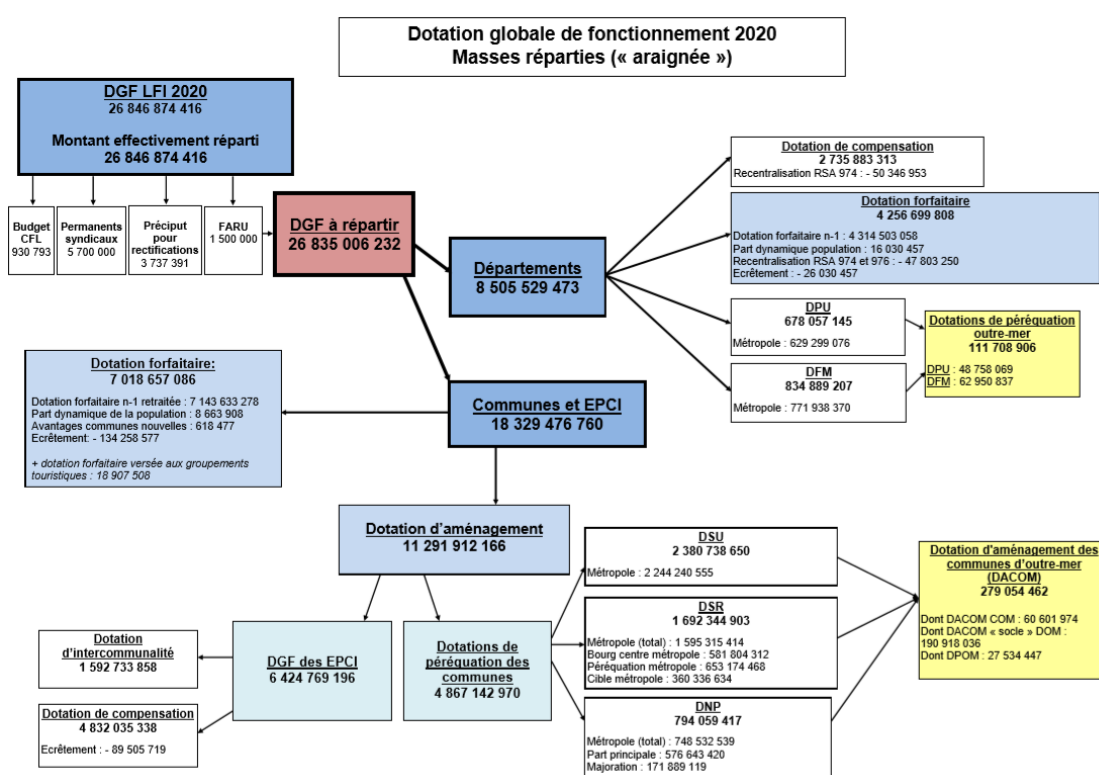 Dotation globale de fonctionnement 2020
Masses réparties (« araignée »)
DGF LFI 2020
26 846 874 416
Montant effectivement réparti
26 846 874 416
Budget
CFL
930 793
Permanents
syndicaux
5 700 000
Préciput
pour
rectifications
3 737 391
FARU
1 500 000
DGF à répartir
26 835 006 232
Départements
8 505 529 473
Dotation de compensation
2 735 883 313
Recentralisation RSA 974 : - 50 346 953
Dotation forfaitaire
4 256 699 808
Dotation forfaitaire n-1 : 4 314 503 058
Part dynamique population : 16 030 457
Recentralisation RSA 974 et 976 : - 47 803 250
Ecrêtement : - 26 030 457
DPU
678 057 145
Métropole : 629 299 076
DFM
834 889 207
Métropole : 771 938 370
Dotations de péréquation
outre-mer
111 708 906
DPU : 48 758 069
DFM : 62 950 837
Dotation forfaitaire:
7 018 657 086
Dotation forfaitaire n-1 retraitée : 7 143 633 278
Part dynamique de la population : 8 663 908
Avantages communes nouvelles : 618 477
Ecrêtement: - 134 258 577
+ dotation forfaitaire versée aux groupements
touristiques : 18 907 508
Communes et EPCI
18 329 476 760
Dotation d'aménagement
11 291 912 166
DSU
2 380 738 650
Métropole : 2 244 240 555
DSR
1 692 344 903
Métropole (total) : 1 595 315 414
Bourg centre métropole : 581 804 312
Péréquation métropole : 653 174 468
Cible métropole : 360 336 634
DNP
794 059 417
Métropole (total) : 748 532 539
Part principale : 576 643 420
Majoration : 171 889 119
Dotation d'aménagement des
communes d'outre-mer
(DACOM)
279 054 462
Dont DACOM COM : 60 601 974
Dont DACOM « socle » DOM :
190 918 036
Dont DPOM : 27 534 447
Dotation
d'intercommunalité
1 592 733 858
DGF des EPCI
6 424 769 196
Dotations de
péréquation des
communes
4 867 142 970
Dotation de compensation
4 832 035 338
Ecrêtement : - 89 505 719